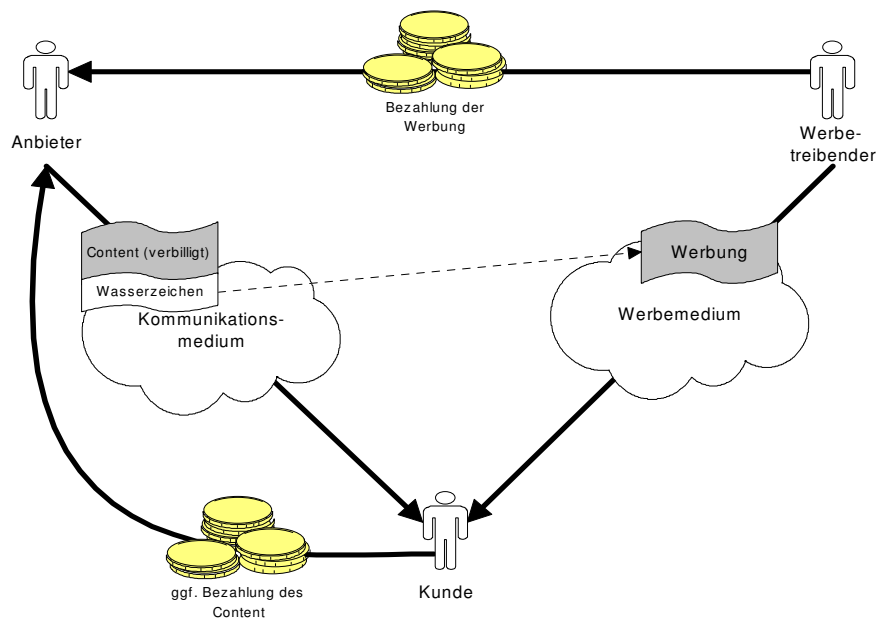 Bezahlung der
Werbung
Anbieter
Werbe-
treibender
Content (verbilligt)
Wasserzeichen
Kommunikations-
medium
Werbung
Werbemedium
ggf. Bezahlung des
Content
Kunde